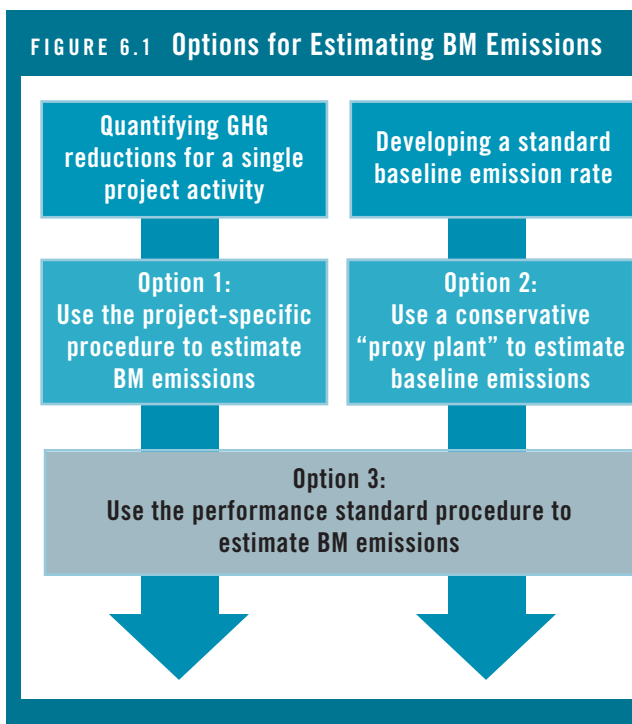 FIGURE 6.1 Options for Estimating BM Emissions
Quantifying GHG
reductions for a single
project activity
Developing a standard
baseline emission rate
Option 1:
Use the project-specific
procedure to estimate
BM emissions
Option 2:
Use a conservative
“proxy plant” to estimate
baseline emissions
Option 3:
Use the performance standard procedure to
estimate BM emissions